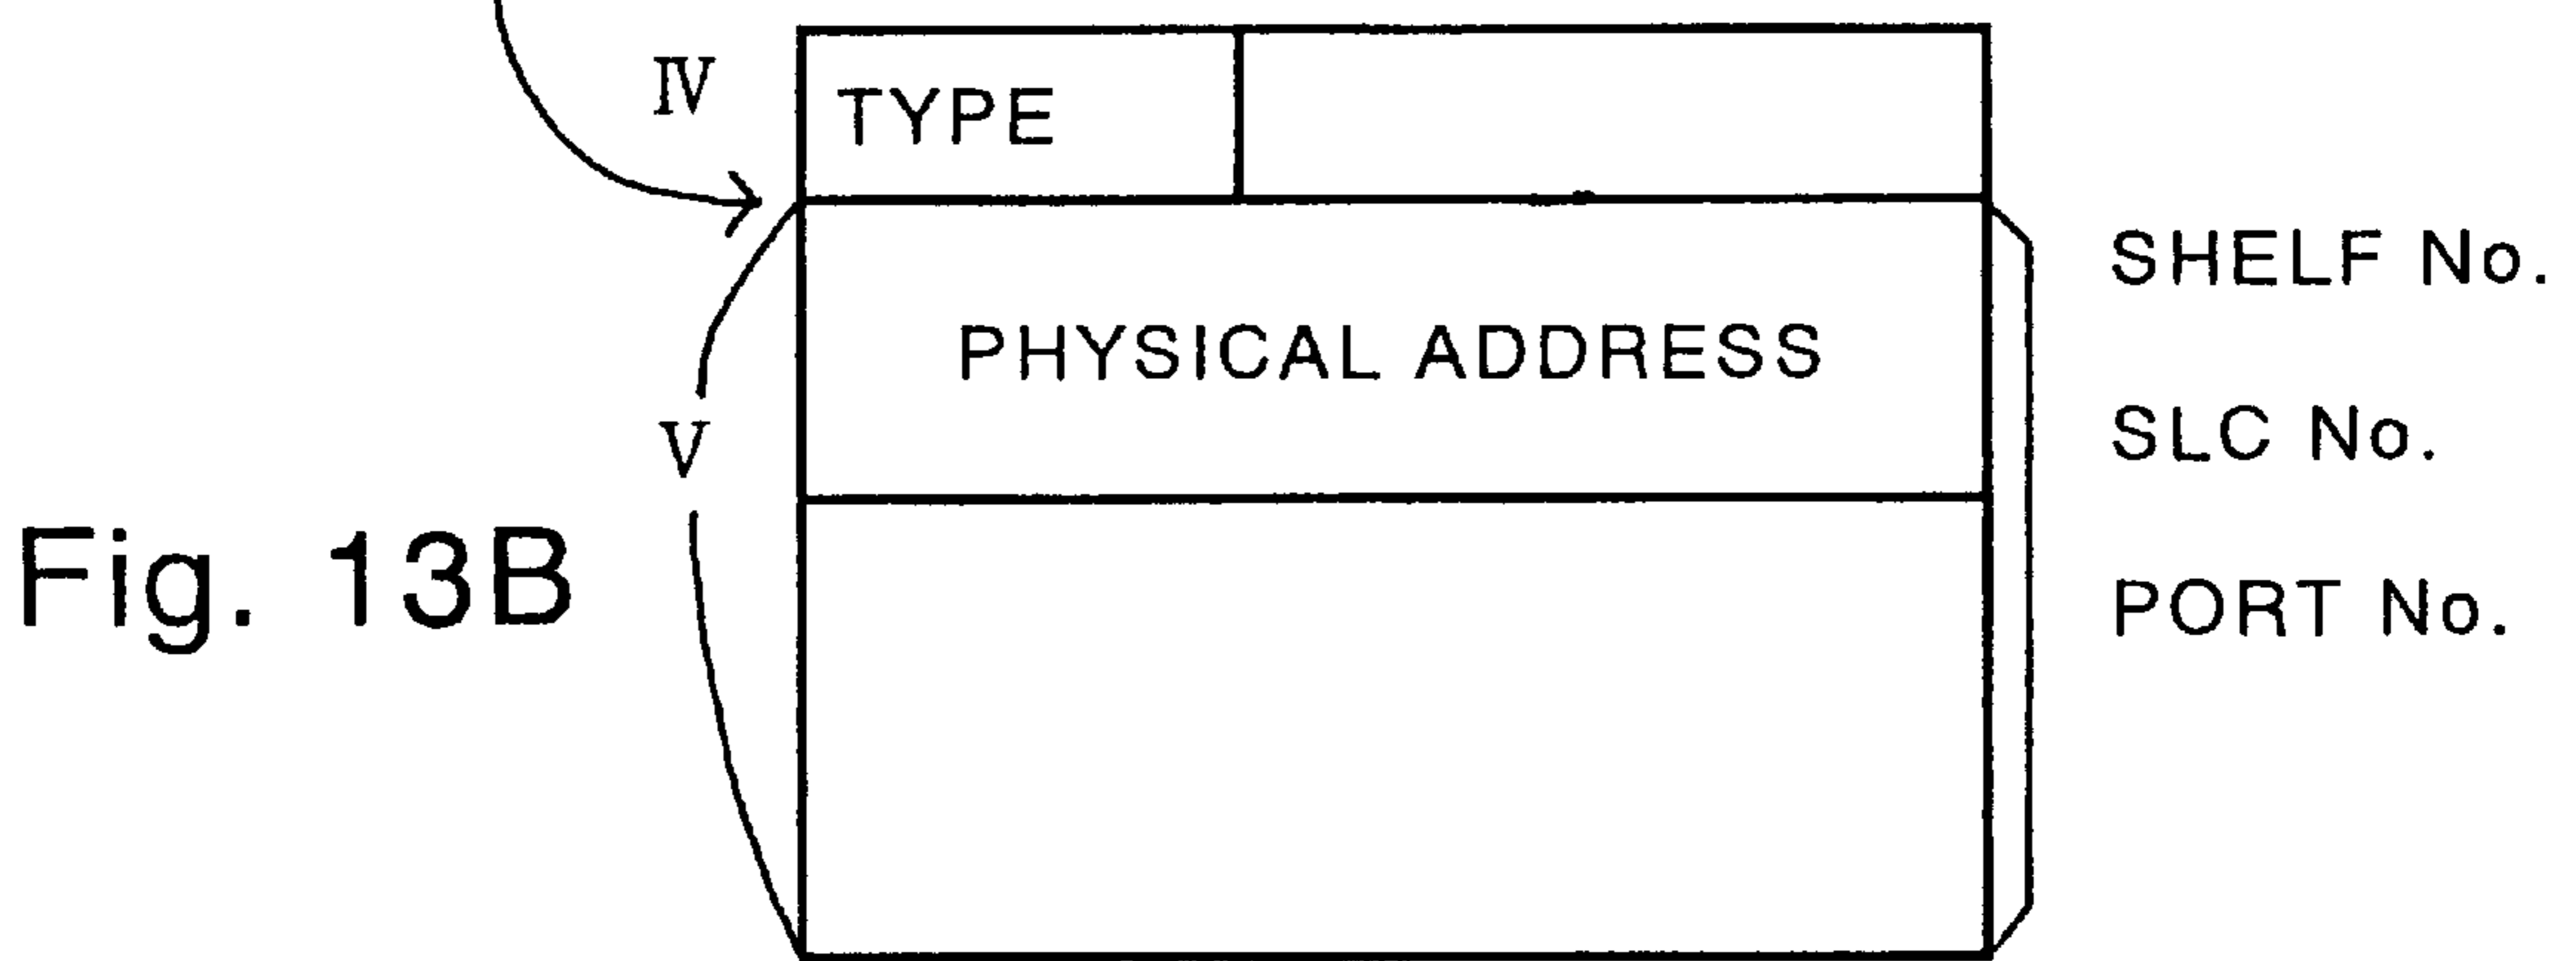 IV
TYPE
SHELF No.
PHYSICAL ADDRESS
V
SLC No.
Fig. 13B
PORT No.